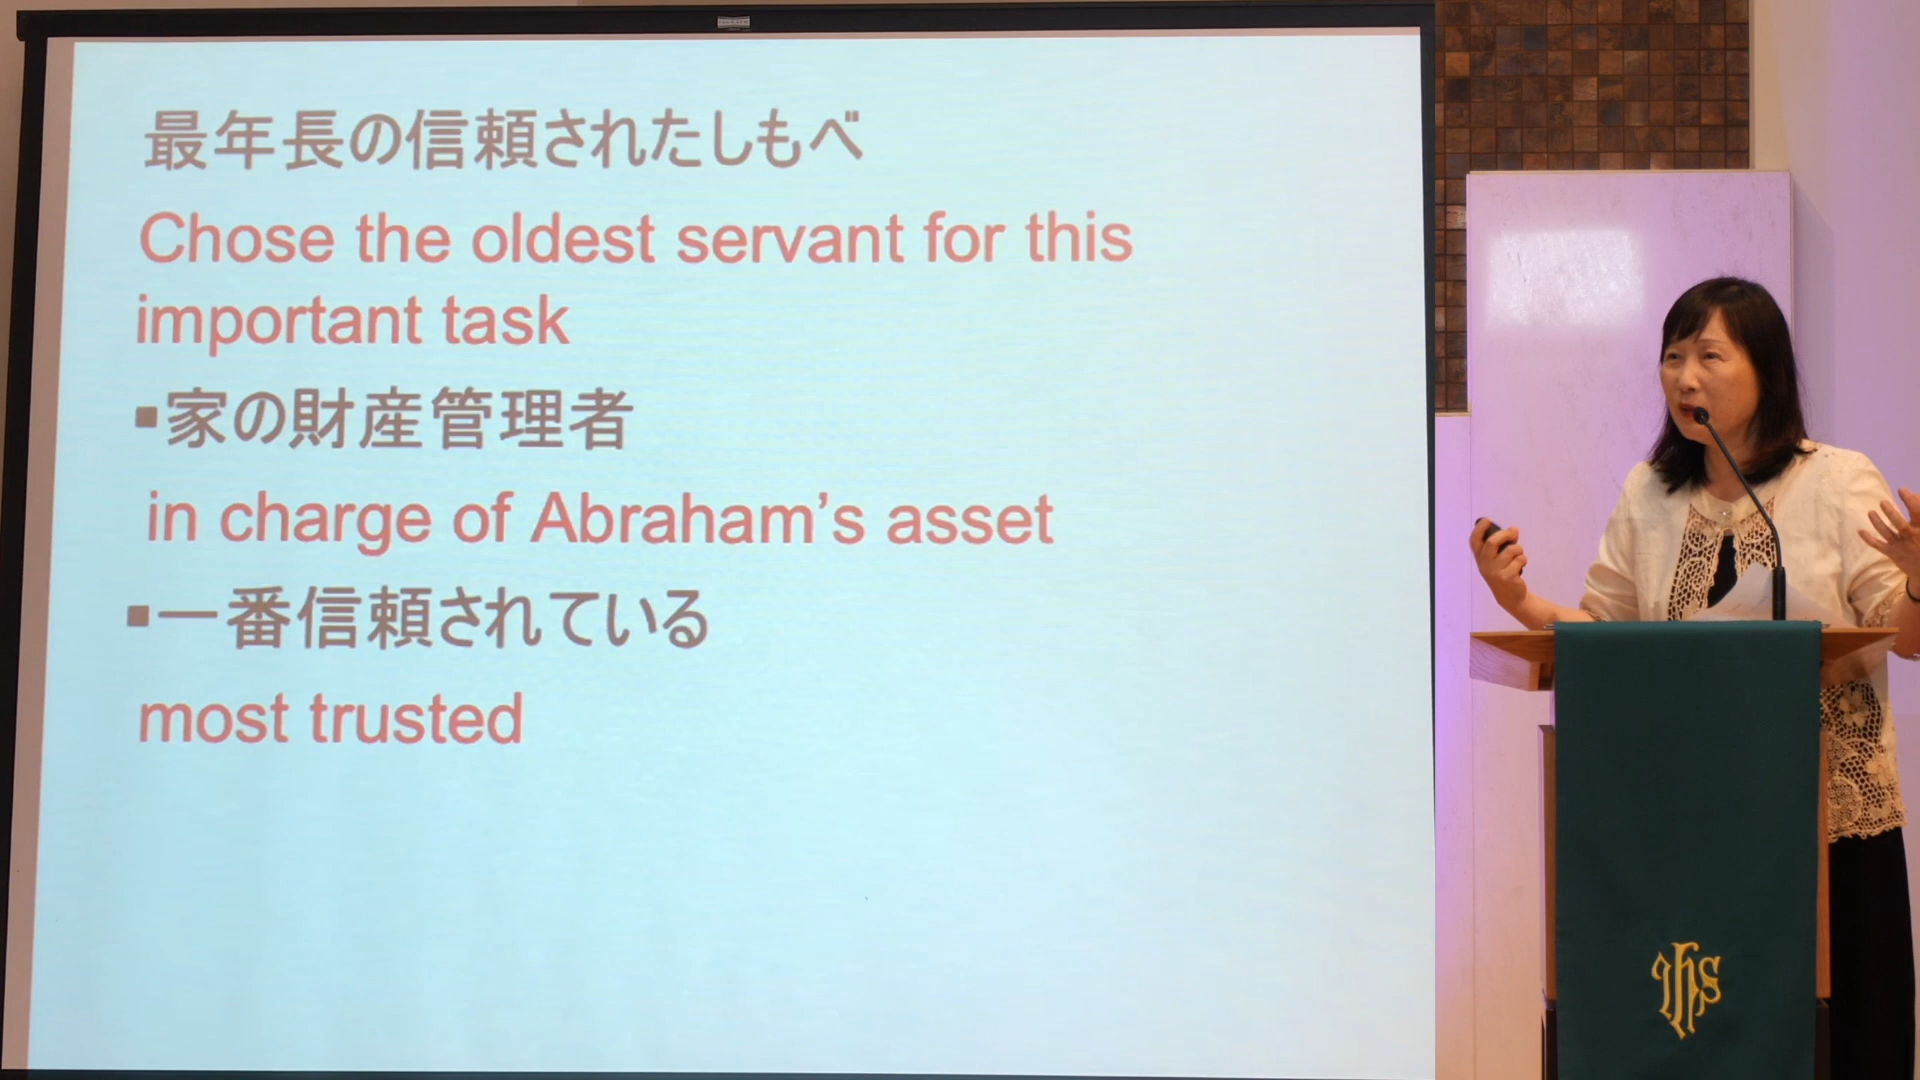 最年長の信頼されたしもべ
Chose the oldest servant for this
important task
▪家の財産管理者
in charge of Abraham’s asset
▪一番信頼されている
most trusted
IHS